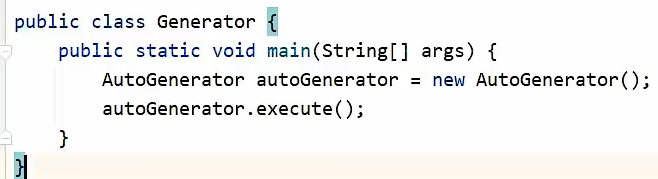 public class Generator {
    public static void main(String[] args) {
        AutoGenerator autoGenerator = new AutoGenerator();
        autoGenerator.execute();
    }
}